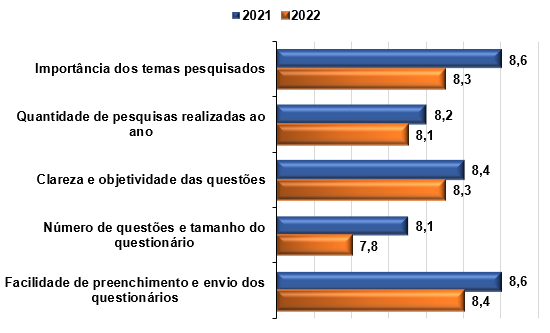 2021 2022
Importância dos temas pesquisados
8,6
8,3
Quantidade de pesquisas realizadas ao
ano
8,2
8,1
Clareza e objetividade das questões
8,4
8,3
Número de questões e tamanho do
questionário
8,1
7,8
Facilidade de preenchimento e envio dos
questionários
8,6
8,4